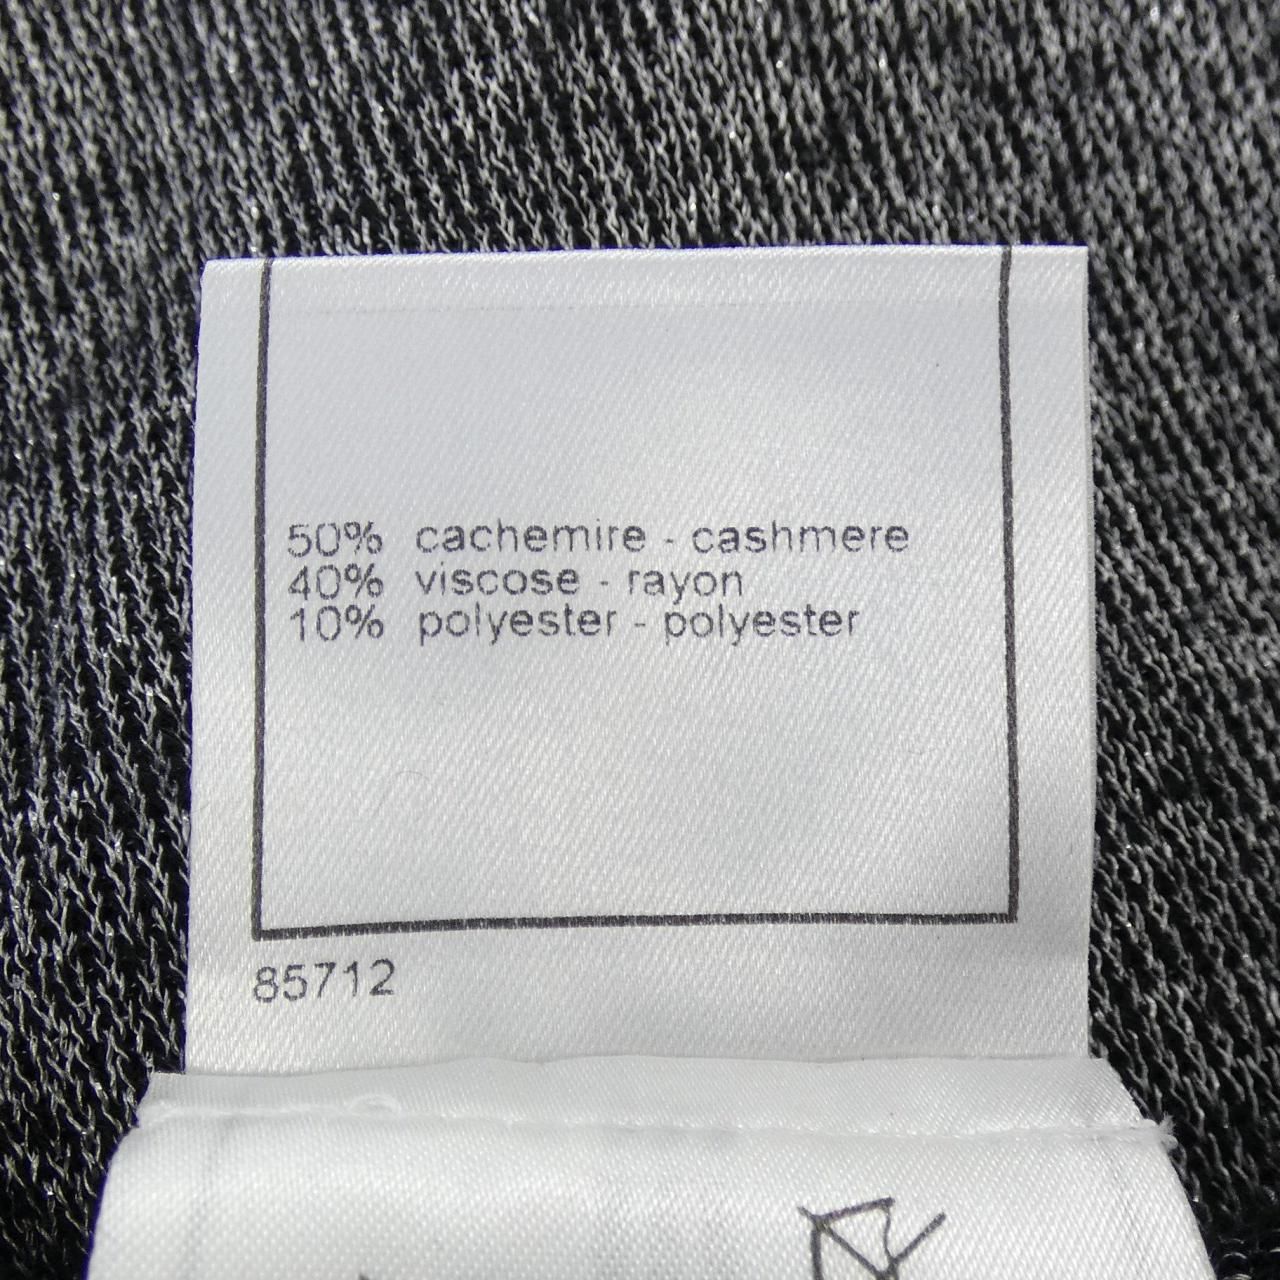 50% cachemire - cashmere
40% viscose - rayon
10% polyester - polyester
85712